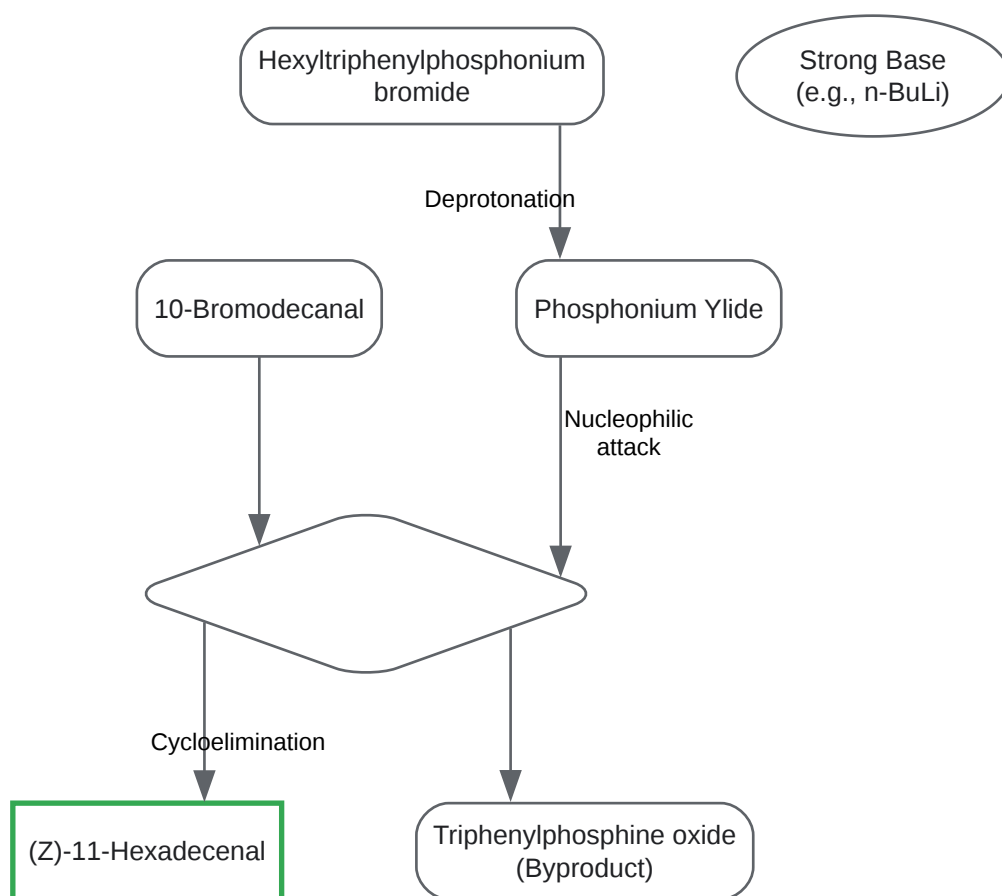 Hexyltriphenylphosphonium
bromide
Strong Base
(e.g., n-BuLi)
Deprotonation
10-Bromodecanal
Phosphonium Ylide
Nucleophilic
attack
Cycloelimination
(Z)-11-Hexadecenal
Triphenylphosphine oxide
(Byproduct)